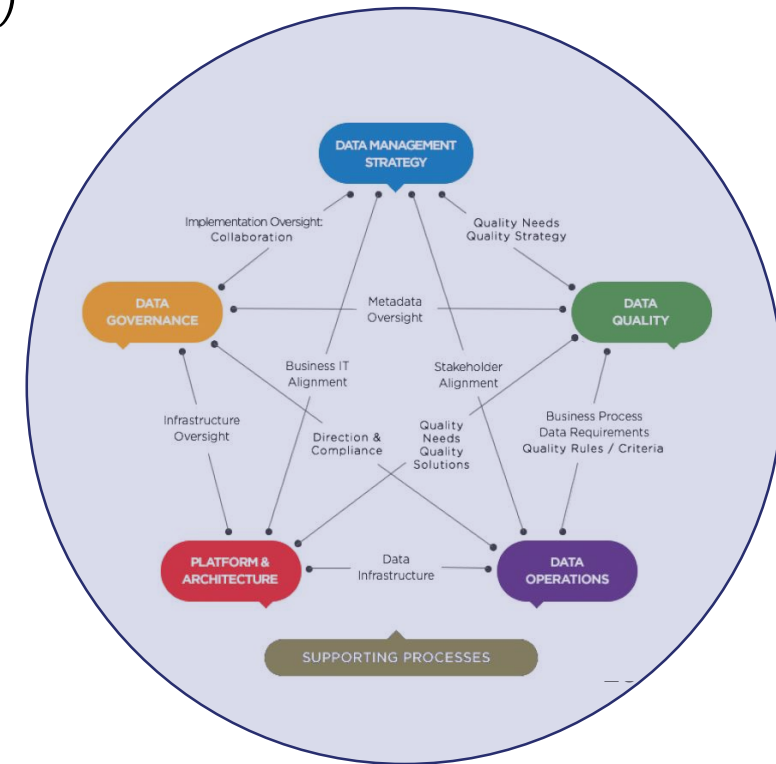 )
DATA MANAGEMENT
STRATEGY
Implementation Oversight:
Collaboration
Quality Needs
Quality Strategy
DATA
GOVERNANCE
Metadata
Oversight
DATA
QUALITY
Business IT
Alignment
Stakeholder
Alignment
Infrastructure
Oversight
Direction &
Compliance
Quality
Needs
Quality
Solutions
Business Process
Data Requirements
Quality Rules / Criteria
PLATFORM &
ARCHITECTURE
Data
Infrastructure
DATA
OPERATIONS
SUPPORTING PROCESSES